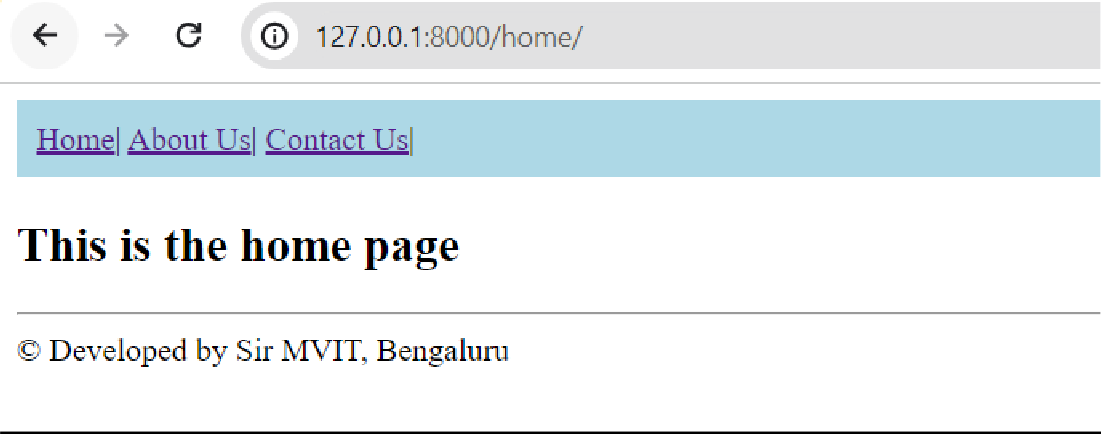 127.0.0.1:8000/home/
Home| About Us| Contact Us|
This is the home page
© Developed by Sir MVIT, Bengaluru